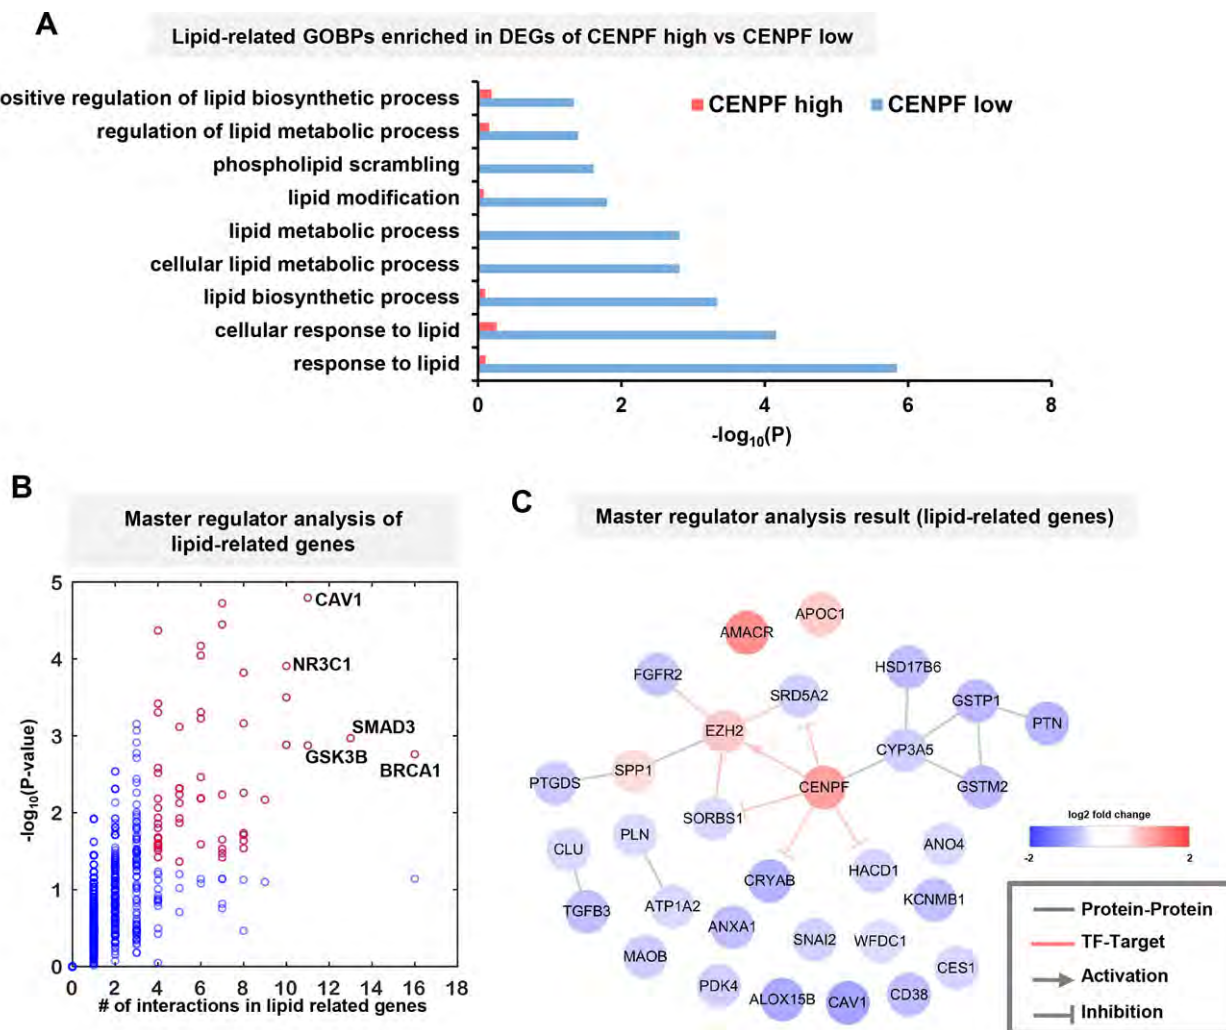 A
Lipid-related GOBPs enriched in DEGs of CENPF high vs CENPF low
ositive regulation of lipid biosynthetic process
regulation of lipid metabolic process
phospholipid scrambling
lipid modification
lipid metabolic process
cellular lipid metabolic process
lipid biosynthetic process
cellular response to lipid
response to lipid
CENPF high CENPF low
0 2 4 6 8
-log10(P)
B
Master regulator analysis of
lipid-related genes
5
4
3
2
1
0
-log10(P-value)
CAV1
NR3C1
SMAD3
GSK3B
BRCA1
0 2 4 6 8 10 12 14 16 18
# of interactions in lipid related genes
C
Master regulator analysis result (lipid-related genes)
APOC1
AMACR
FGFR2
SRD5A2
HSD17B6
GSTP1
PTN
EZH2
CYP3A5
SPP1
PTGDS
CENPF
GSTM2
SORBS1
PLN
CLU
ANO4
HACD1
CRYAB
KCNMB1
ATP1A2
TGFB3
ANXA1
SNAI2
WFDC1
MAOB
CES1
PDK4
ALOX15B
CAV1
CD38
log2 fold change
-2 2
Protein-Protein
TF-Target
Activation
Inhibition